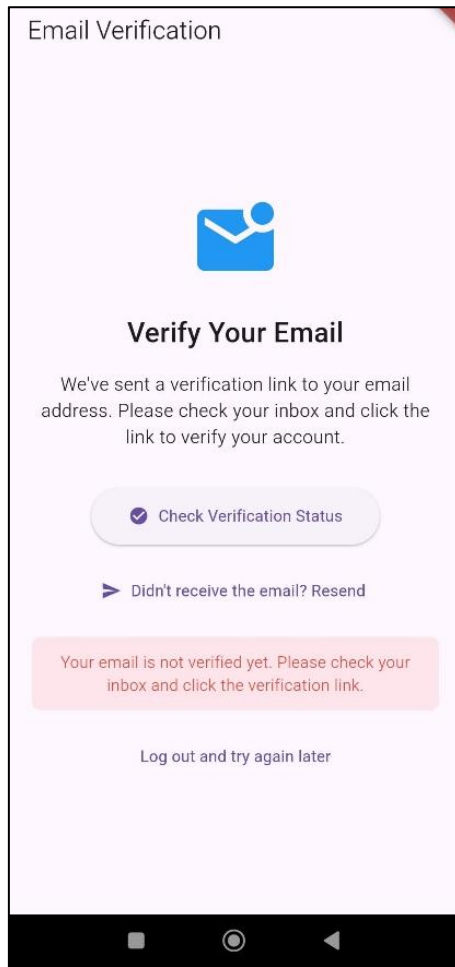 Email Verification
Verify Your Email
We've sent a verification link to your email
address. Please check your inbox and click the
link to verify your account.
Check Verification Status
Didn't receive the email? Resend
Your email is not verified yet. Please check your
inbox and click the verification link.
Log out and try again later